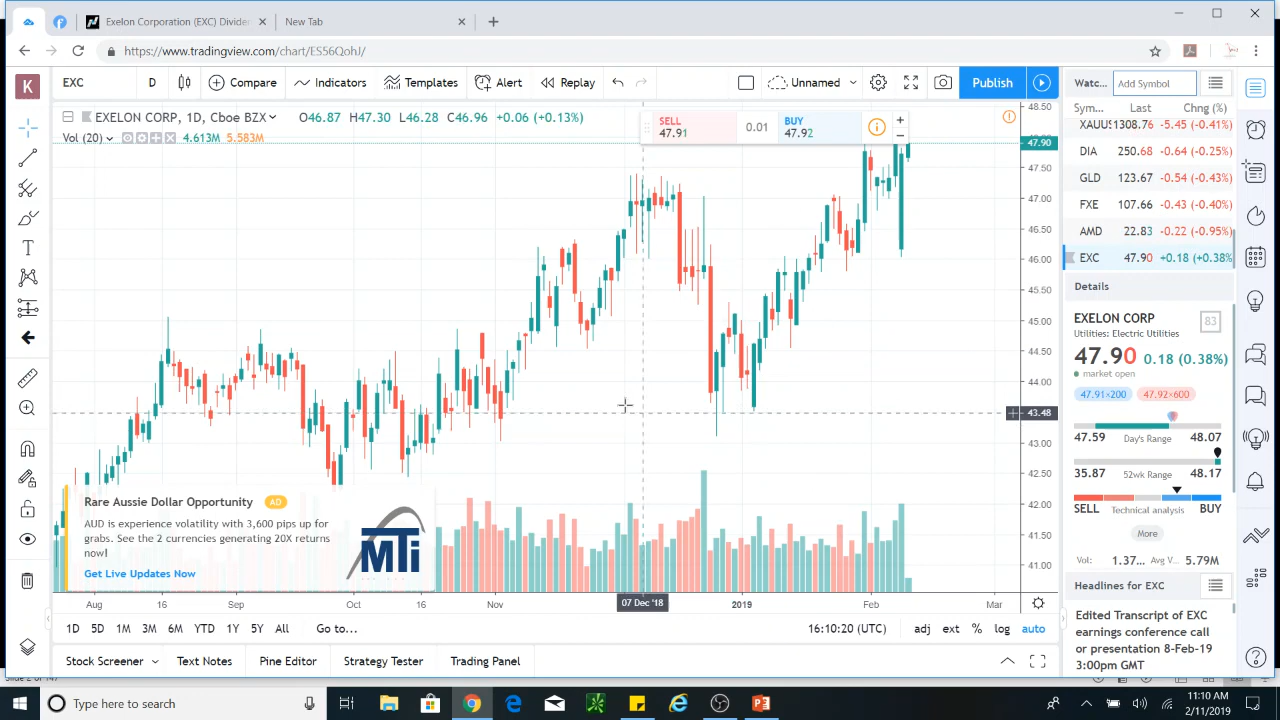 Exelon Corporation (EXC) Divider
New Tab
https://www.tradingview.com/chart/ES56QohJ/
K
EXC
D
Compare
Indicators
Templates
Alert
Replay
Unnamed
Publish
Watc...
Add Symbol
EXELON CORP, 1D, Cboe BZX
O46.87 H47.30 L46.28 C46.96 +0.06 (+0.13%)
Vol (20)
4.613M 5.583M
SELL
47.91
0.01
BUY
47.92
48.50
47.90
47.50
47.00
46.50
46.00
45.50
45.00
44.50
44.00
43.48
43.00
42.50
42.00
41.50
41.00
Sym... Last Chng (%)
XAUUS 1308.76 -5.45 (-0.41%)
DIA 250.68 -0.64 (-0.25%)
GLD 123.67 -0.54 (-0.43%)
FXE 107.66 -0.43 (-0.40%)
AMD 22.83 -0.22 (-0.95%)
EXC 47.90 +0.18 (+0.38%
Details
EXELON CORP
83
Utilities: Electric Utilities
47.90 0.18 (0.38%)
market open
47.91×200 47.92×600
47.59 Day's Range 48.07
35.87 52wk Range 48.17
SELL Technical analysis BUY
More
Vol: 1.37... Avg V... 5.79M
Headlines for EXC
Edited Transcript of EXC
earnings conference call
or presentation 8-Feb-19
3:00pm GMT
Rare Aussie Dollar Opportunity AD
AUD is experience volatility with 3,600 pips up for
grabs. See the 2 currencies generating 20X returns
now!
Get Live Updates Now
MTi
Aug 16 Sep Oct 16 Nov 07 Dec '18 2019 Feb Mar
1D 5D 1M 3M 6M YTD 1Y 5Y All Go to...
16:10:20 (UTC) adj ext % log auto
Stock Screener Text Notes Pine Editor Strategy Tester Trading Panel
Type here to search
11:10 AM
2/11/2019